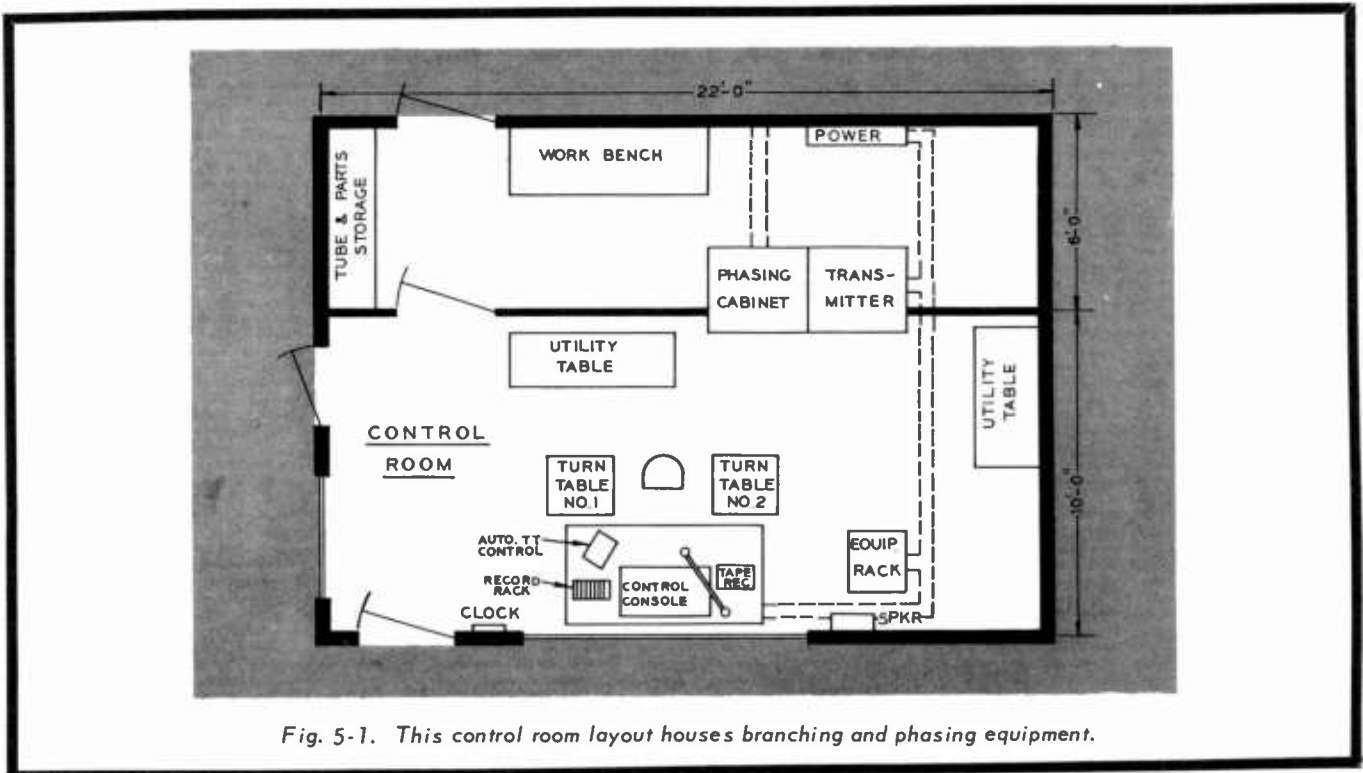 22'-0"
POWER
WORK BENCH
TUBE & PARTS
STORAGE
6'-0"
PHASING
CABINET
TRANS-
MITTER
UTILITY
TABLE
UTILITY
TABLE
CONTROL
ROOM
TURN
TABLE
NO.1
TURN
TABLE
NO.2
10'-0"
AUTO. TT
CONTROL
EQUIP
RACK
RECORD
RACK
CONTROL
CONSOLE
TAPE
REC.
CLOCK
SPKR
Fig. 5-1. This control room layout houses branching and phasing equipment.